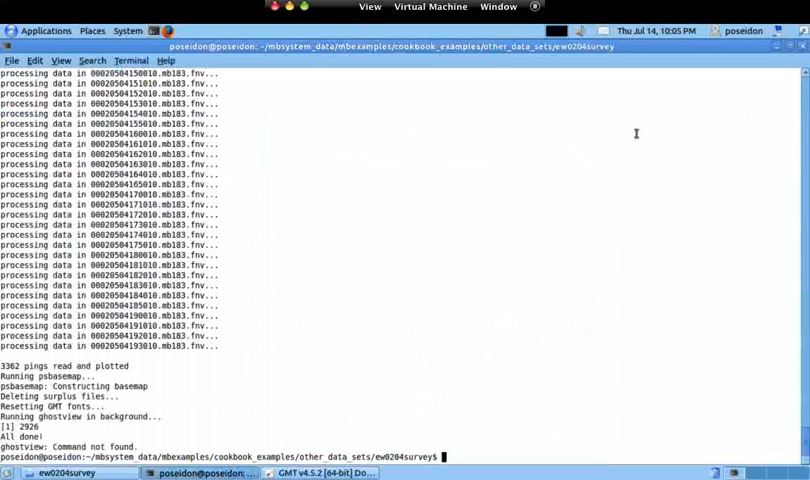 View Virtual Machine Window
Applications Places System Thu Jul 14, 10:05 PM poseidon
poseidon@poseidon: ~/mbsystem_data/mbexamples/cookbook_examples/other_data_sets/ew0204survey
File Edit View Search Terminal Help
processing data in 00020504150010.mb183.fnv...
processing data in 00020504151010.mb183.fnv...
processing data in 00020504152010.mb183.fnv...
processing data in 00020504153010.mb183.fnv...
processing data in 00020504154010.mb183.fnv...
processing data in 00020504155010.mb183.fnv...
processing data in 00020504160010.mb183.fnv...
processing data in 00020504161010.mb183.fnv...
processing data in 00020504162010.mb183.fnv...
processing data in 00020504163010.mb183.fnv...
processing data in 00020504164010.mb183.fnv...
processing data in 00020504165010.mb183.fnv...
processing data in 00020504170010.mb183.fnv...
processing data in 00020504171010.mb183.fnv...
processing data in 00020504172010.mb183.fnv...
processing data in 00020504173010.mb183.fnv...
processing data in 00020504174010.mb183.fnv...
processing data in 00020504175010.mb183.fnv...
processing data in 00020504180010.mb183.fnv...
processing data in 00020504181010.mb183.fnv...
processing data in 00020504182010.mb183.fnv...
processing data in 00020504183010.mb183.fnv...
processing data in 00020504184010.mb183.fnv...
processing data in 00020504185010.mb183.fnv...
processing data in 00020504190010.mb183.fnv...
processing data in 00020504191010.mb183.fnv...
processing data in 00020504192010.mb183.fnv...
processing data in 00020504193010.mb183.fnv...
3362 pings read and plotted
Running psbasemap...
psbasemap: Constructing basemap
Deleting surplus files...
Resetting GMT fonts...
Running ghostview in background...
[1] 2926
All done!
ghostview: Command not found.
poseidon@poseidon:~/mbsystem_data/mbexamples/cookbook_examples/other_data_sets/ew0204survey$
ew0204survey poseidon@poseidon: ... GMT v4.5.2 [64-bit] Do...